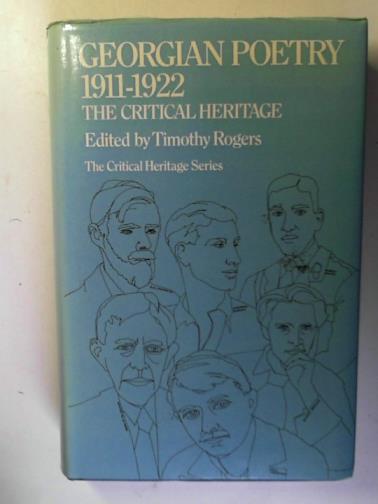 GEORGIAN POETRY
1911-1922
THE CRITICAL HERITAGE
Edited by Timothy Rogers
The Critical Heritage Series